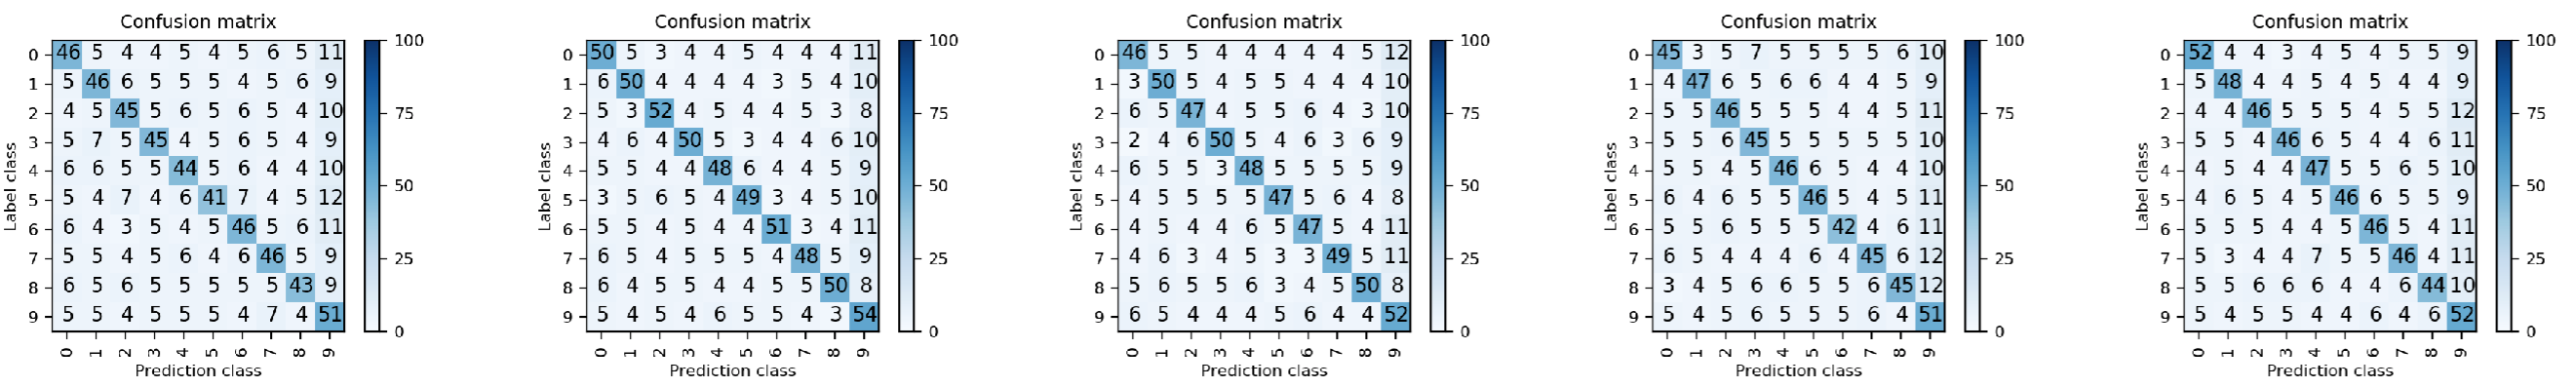 Confusion matrix
Label class
0 46 5 4 4 5 4 5 6 5 11
1 5 46 6 5 5 5 4 5 6 9
2 4 5 45 5 6 5 6 5 4 10
3 5 7 5 45 4 5 6 5 4 9
4 6 6 5 5 44 5 6 4 4 10
5 5 4 7 4 6 41 7 4 5 12
6 6 4 3 5 4 5 46 5 6 11
7 5 5 4 5 6 4 6 46 5 9
8 6 5 6 5 5 5 5 5 43 9
9 5 5 4 5 5 5 4 7 4 51
0 1 2 3 4 5 6 7 8 9
Prediction class
100
75
50
25
0
Confusion matrix
Label class
0 50 5 3 4 4 5 4 4 4 11
1 6 50 4 4 4 4 4 3 5 4 10
2 5 3 52 4 5 4 4 5 3 8
3 4 6 4 50 5 3 4 4 6 10
4 5 5 4 4 48 6 4 4 5 9
5 3 5 6 5 4 49 3 4 5 10
6 5 5 4 5 4 4 51 3 4 11
7 6 5 4 5 5 5 4 48 5 9
8 6 4 5 5 4 4 5 5 50 8
9 5 4 5 4 6 5 5 4 3 54
0 1 2 3 4 5 6 7 8 9
Prediction class
100
75
50
25
0
Confusion matrix
Label class
0 46 5 5 4 4 4 4 4 5 12
1 3 50 5 4 5 5 4 4 4 10
2 6 5 47 4 5 5 6 4 3 10
3 2 4 6 50 5 4 6 3 6 9
4 6 5 5 3 48 5 5 5 5 9
5 4 5 5 5 5 47 5 6 4 8
6 4 5 4 4 6 5 47 5 4 11
7 4 6 3 4 5 3 3 49 5 11
8 5 6 5 5 6 3 4 5 50 8
9 6 5 4 4 4 5 6 4 4 52
0 1 2 3 4 5 6 7 8 9
Prediction class
100
75
50
25
0
Confusion matrix
Label class
0 45 3 5 7 5 5 5 5 6 10
1 4 47 6 5 6 6 4 4 5 9
2 5 5 46 5 5 5 4 4 5 11
3 5 5 6 45 5 5 5 5 5 10
4 5 5 4 5 46 6 5 4 4 10
5 6 4 6 5 5 46 5 4 5 11
6 5 5 6 5 5 5 42 4 6 11
7 6 5 4 4 4 6 4 45 6 12
8 3 4 5 6 6 5 5 6 45 12
9 5 4 5 6 5 5 5 6 4 51
0 1 2 3 4 5 6 7 8 9
Prediction class
100
75
50
25
0
Confusion matrix
Label class
0 52 4 4 3 4 5 4 5 5 9
1 5 48 4 4 5 4 5 4 4 9
2 4 4 46 5 5 5 4 5 5 12
3 5 5 4 46 6 5 4 4 6 11
4 4 5 4 4 47 5 5 6 5 10
5 4 6 5 4 5 46 6 5 5 9
6 4 5 5 5 4 4 46 5 4 11
7 5 3 4 4 7 5 5 46 4 11
8 5 5 6 6 6 4 4 6 44 10
9 5 4 5 5 4 4 6 4 6 52
0 1 2 3 4 5 6 7 8 9
Prediction class
100
75
50
25
0